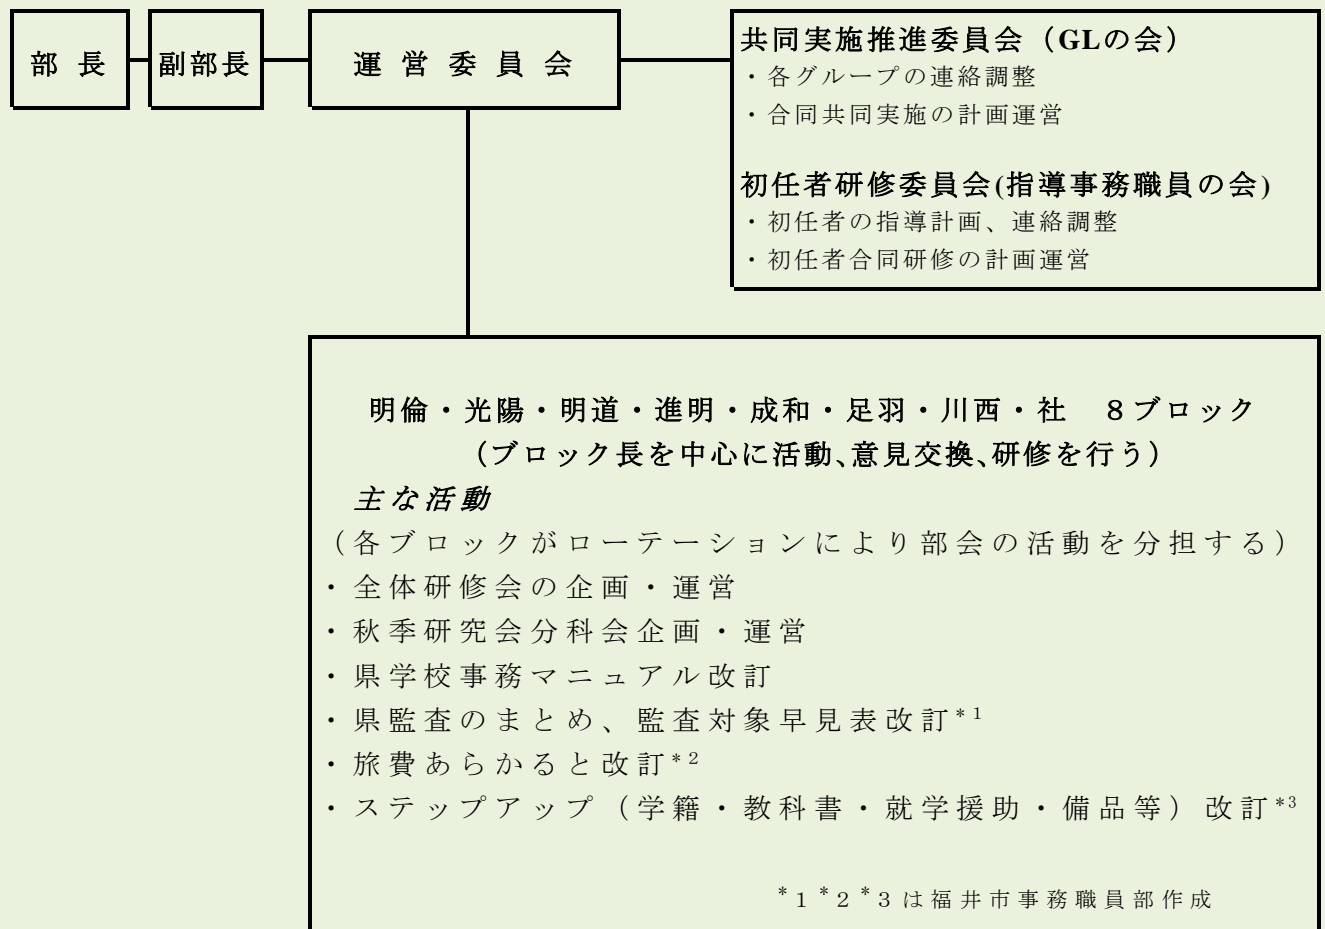 部長
副部長
運営委員会
共同実施推進委員会（GLの会）
・各グループの連絡調整
・合同共同実施の計画運営
初任者研修委員会(指導事務職員の会)
・初任者の指導計画、連絡調整
・初任者合同研修の計画運営
明倫・光陽・明道・進明・成和・足羽・川西・社　８ブロック
（ブロック長を中心に活動、意見交換、研修を行う）
主な活動
（各ブロックがローテーションにより部会の活動を分担する）
・全体研修会の企画・運営
・秋季研究会分科会企画・運営
・県学校事務マニュアル改訂
・県監査のまとめ、監査対象早見表改訂*1
・旅費あらかると改訂*2
・ステップアップ（学籍・教科書・就学援助・備品等）改訂*3
*1 *2 *3は福井市事務職員部作成